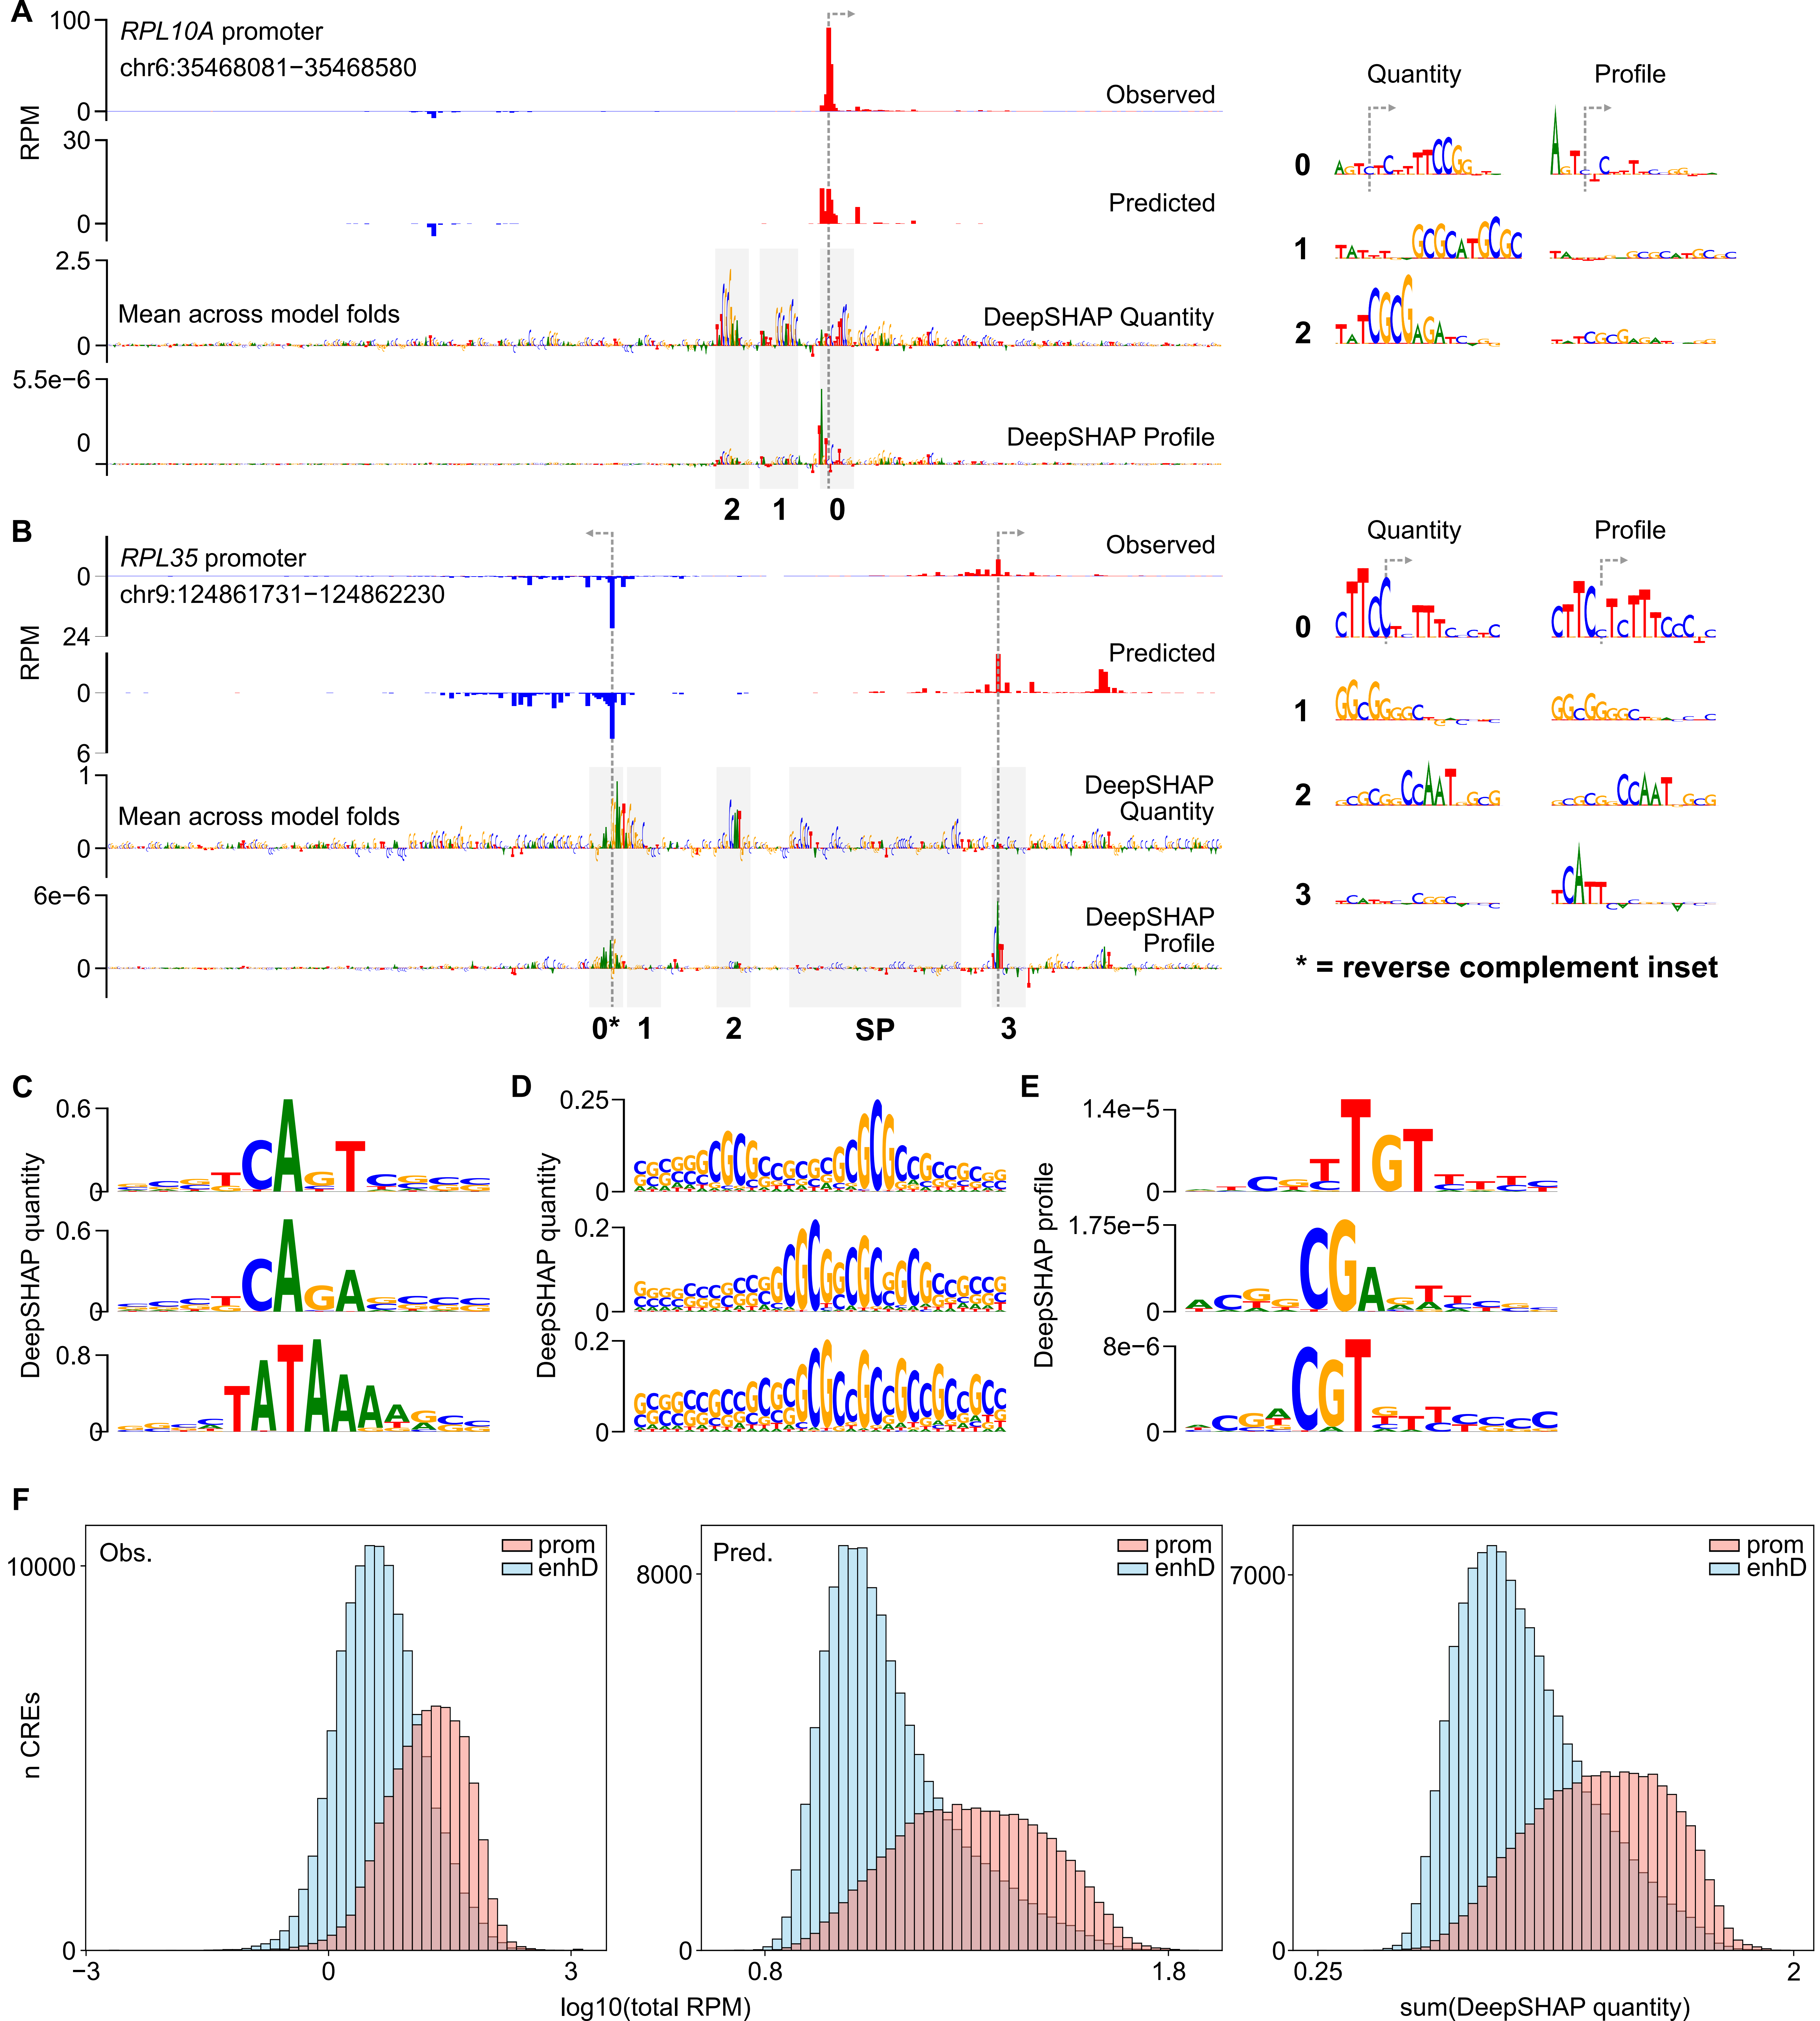 A
RPL10A promoter
chr6:35468081−35468580
100
0
RPM
Observed
30
0
Predicted
2.5
0
Mean across model folds
DeepSHAP Quantity
5.5e−6
0
DeepSHAP Profile
2
1
0
Quantity
Profile
0
1
2
B
RPL35 promoter
chr9:124861731−124862230
0
24
RPM
Observed
0
6
Predicted
1
0
Mean across model folds
DeepSHAP
Quantity
6e−6
0
DeepSHAP
Profile
0*
1
2
SP
3
Quantity
Profile
0
1
2
3
* = reverse complement inset
C
DeepSHAP quantity
0.6
0
CAGT
0.6
0
CAGA
0.8
0
TATAAAA
D
DeepSHAP quantity
0.25
0
0.2
0
0.2
0
E
DeepSHAP profile
1.4e−5
0
TGT
1.75e−5
0
CGA
8e−6
0
CGT
F
n CREs
Obs.
prom
enhD
10000
0
−3
0
3
Pred.
prom
enhD
8000
0
0.8
1.8
log10(total RPM)
prom
enhD
7000
0
0.25
2
sum(DeepSHAP quantity)